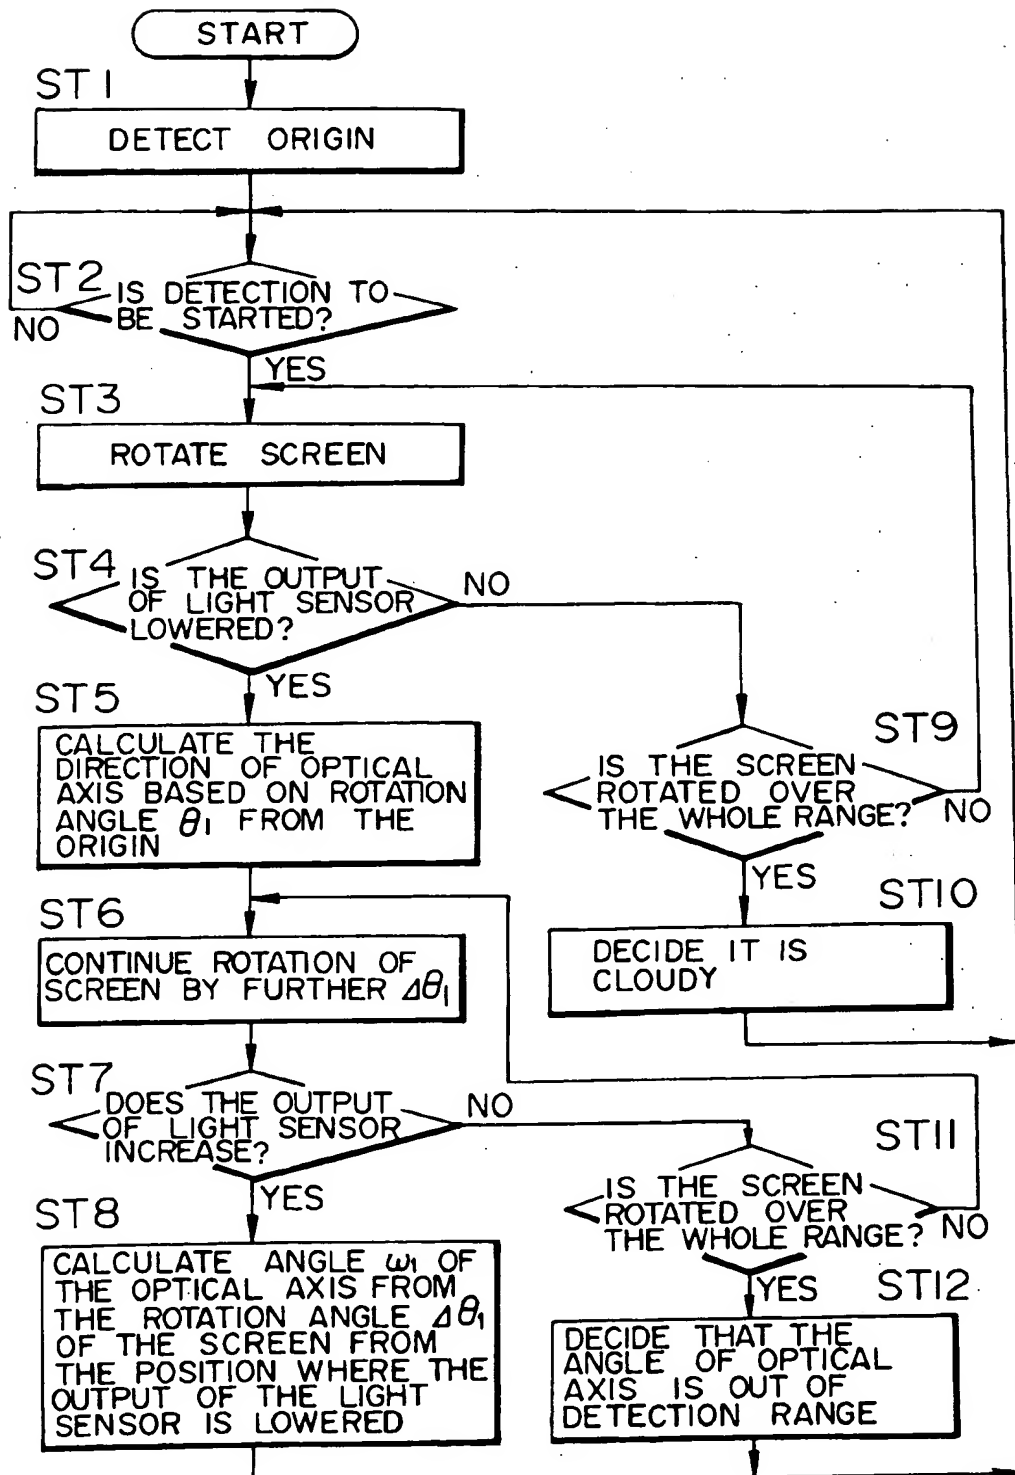 START
ST1
DETECT ORIGIN
ST2
IS DETECTION TO
BE STARTED?
NO
YES
ST3
ROTATE SCREEN
ST4
IS THE OUTPUT
OF LIGHT SENSOR
LOWERED?
NO
YES
ST5
CALCULATE THE
DIRECTION OF OPTICAL
AXIS BASED ON ROTATION
ANGLE θ1 FROM THE
ORIGIN
ST9
IS THE SCREEN
ROTATED OVER
THE WHOLE RANGE?
NO
YES
ST10
DECIDE IT IS
CLOUDY
ST6
CONTINUE ROTATION OF
SCREEN BY FURTHER Δθ1
ST7
DOES THE OUTPUT
OF LIGHT SENSOR
INCREASE?
NO
YES
ST11
IS THE SCREEN
ROTATED OVER
THE WHOLE RANGE?
NO
YES
ST8
CALCULATE ANGLE ω1 OF
THE OPTICAL AXIS FROM
THE ROTATION ANGLE Δθ1
OF THE SCREEN FROM
THE POSITION WHERE THE
OUTPUT OF THE LIGHT
SENSOR IS LOWERED
ST12
DECIDE THAT THE
ANGLE OF OPTICAL
AXIS IS OUT OF
DETECTION RANGE